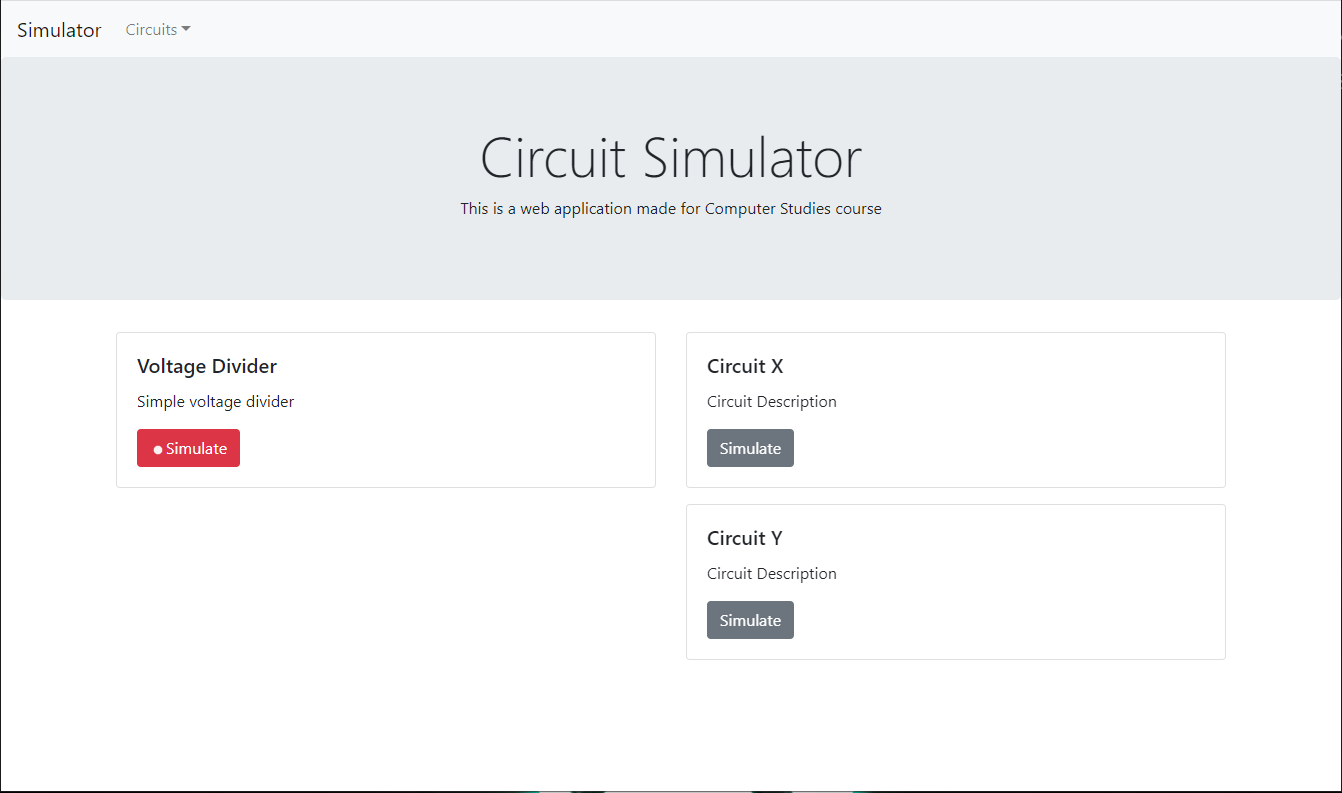 Simulator Circuits
Circuit Simulator
This is a web application made for Computer Studies course
Voltage Divider
Simple voltage divider
Simulate
Circuit X
Circuit Description
Simulate
Circuit Y
Circuit Description
Simulate